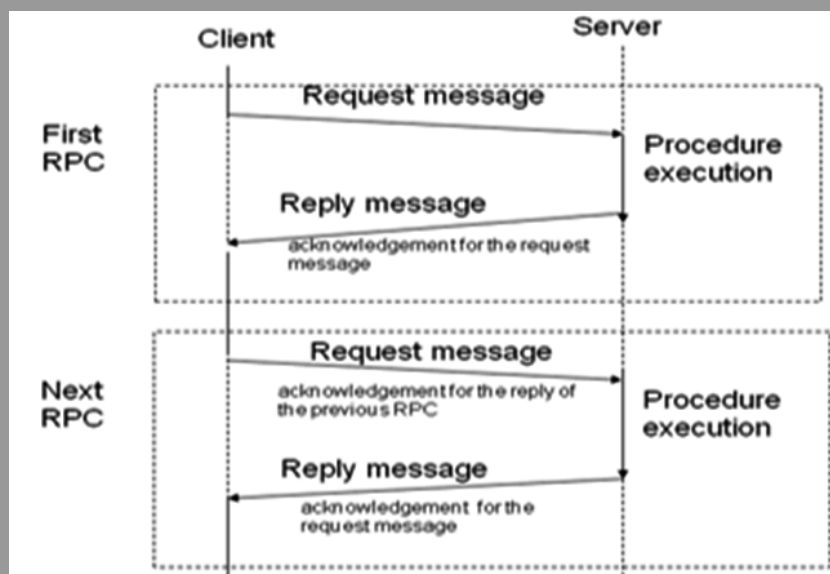 Client
Server
First
RPC
Request message
Procedure
execution
Reply message
acknowledgement for the request
message
Next
RPC
Request message
acknowledgement for the reply of
the previous RPC
Procedure
execution
Reply message
acknowledgement for the
request message